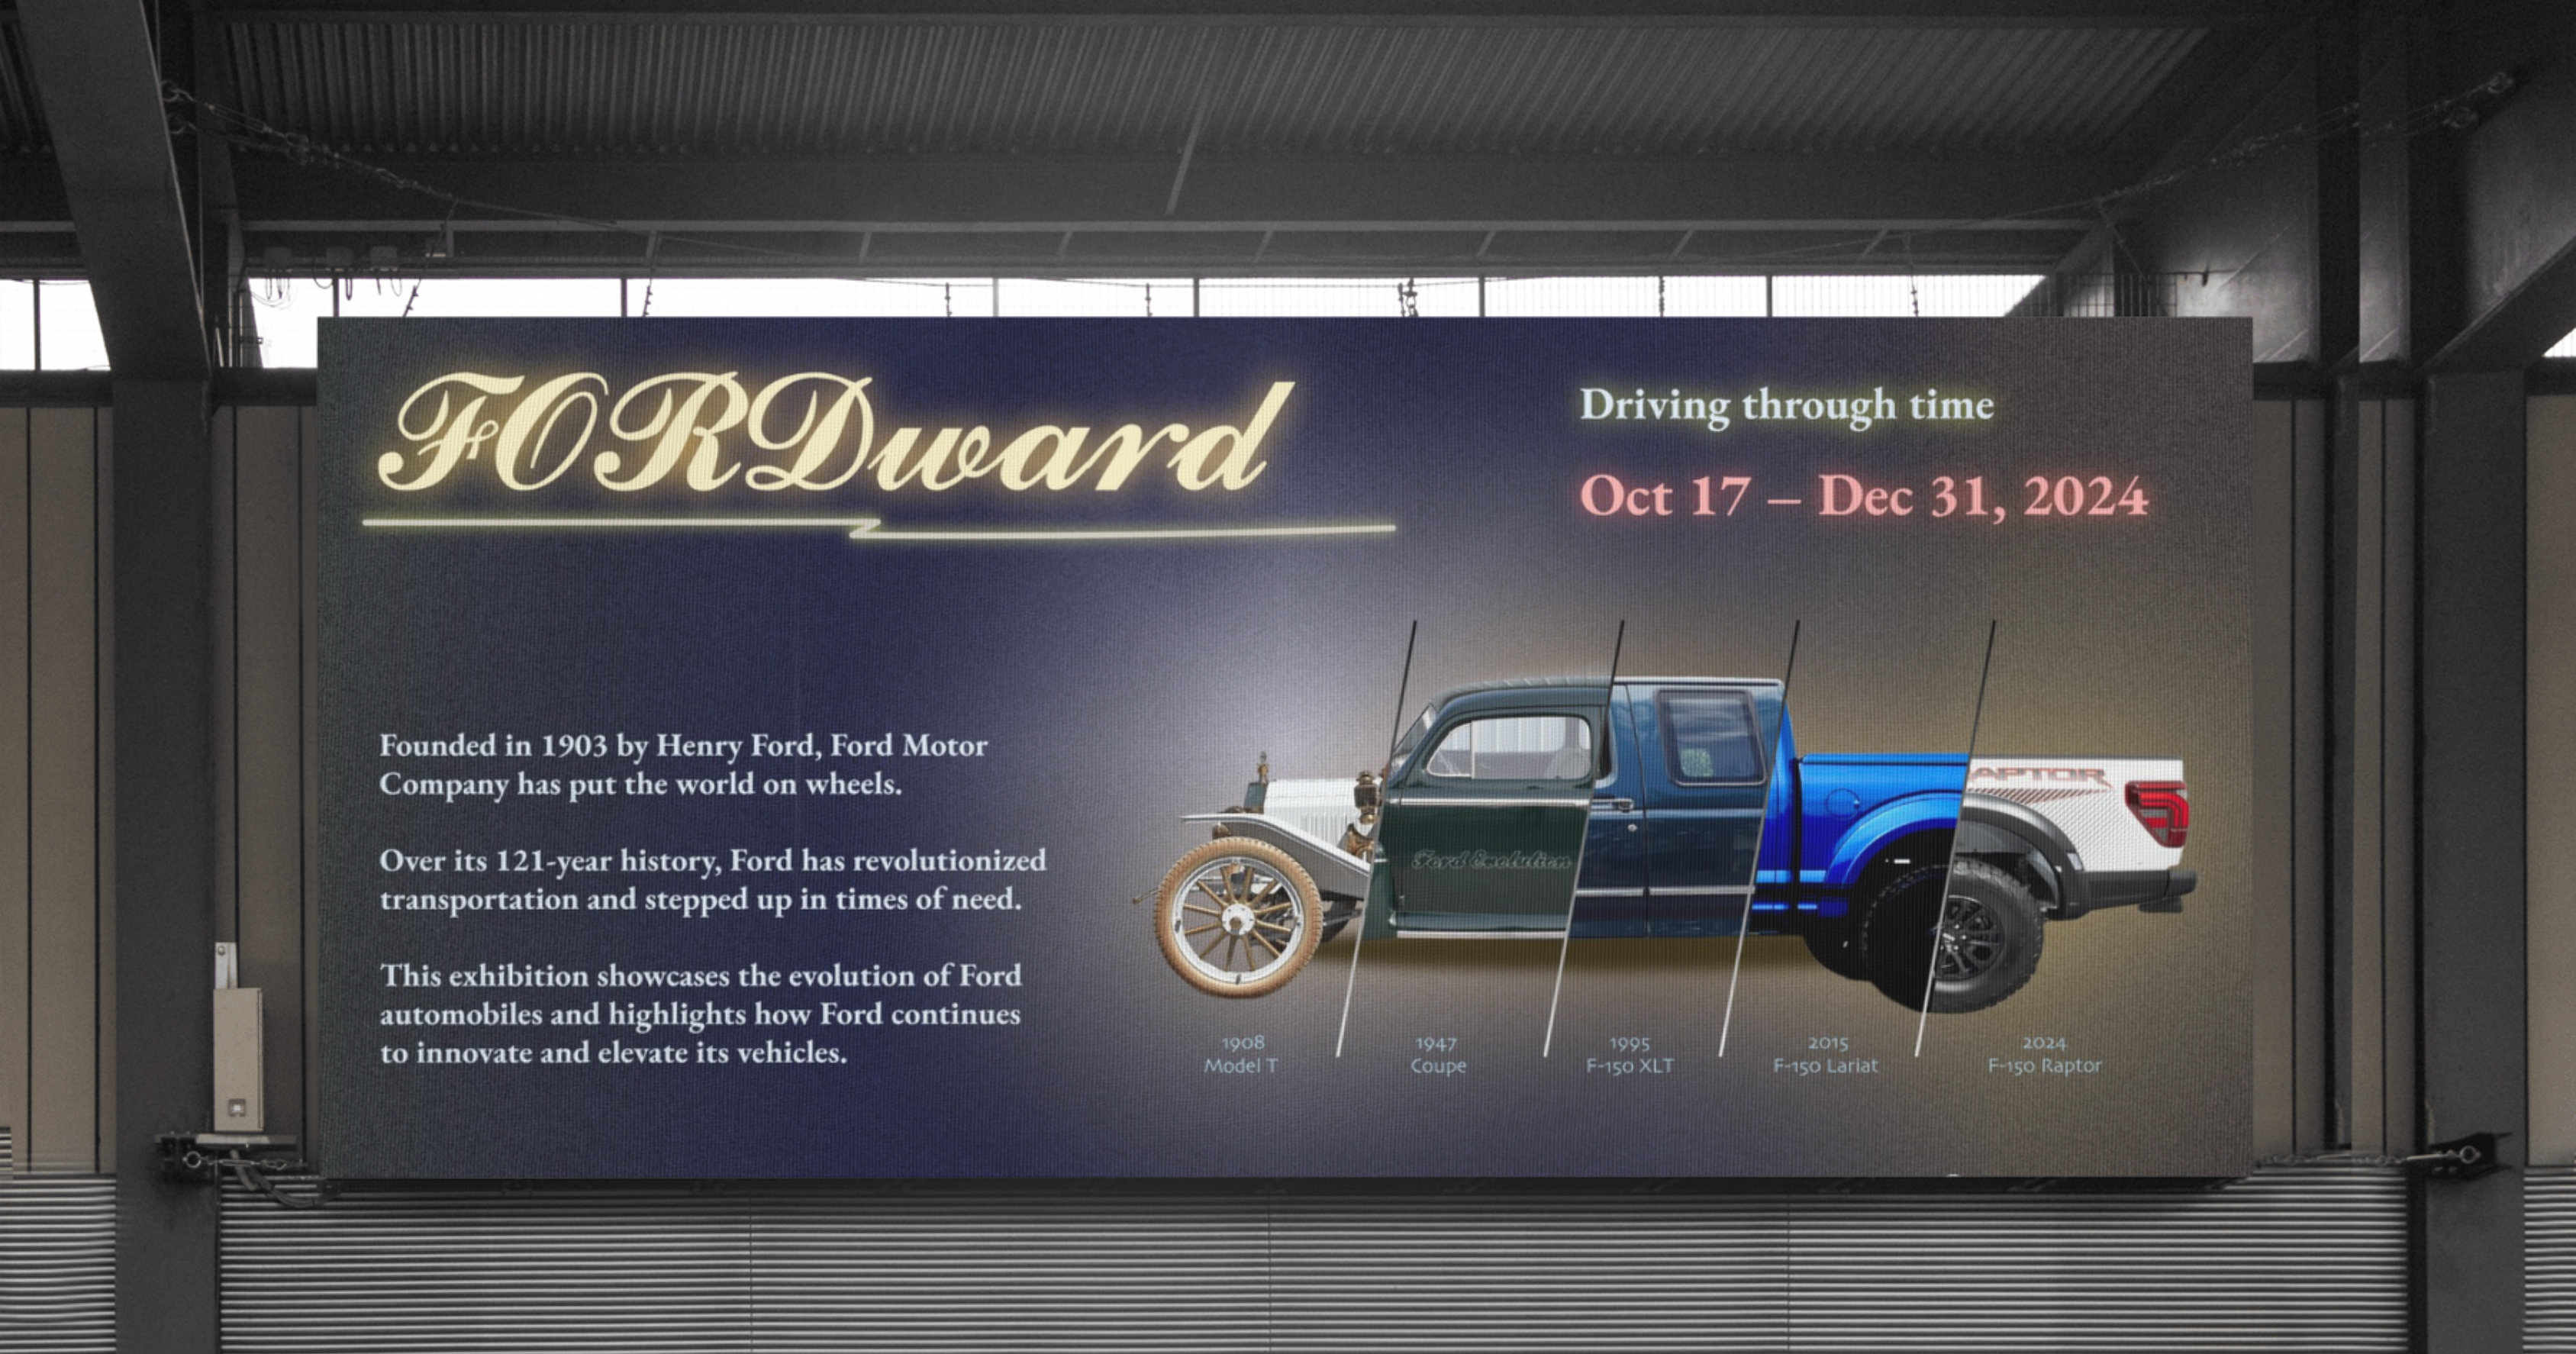 FORDward
Driving through time
Oct 17 – Dec 31, 2024
Founded in 1903 by Henry Ford, Ford Motor
Company has put the world on wheels.
Over its 121-year history, Ford has revolutionized
transportation and stepped up in times of need.
This exhibition showcases the evolution of Ford
automobiles and highlights how Ford continues
to innovate and elevate its vehicles.
APTOR
Ford Evolution
1908
Model T
1947
Coupe
1995
F-150 XLT
2015
F-150 Lariat
2024
F-150 Raptor